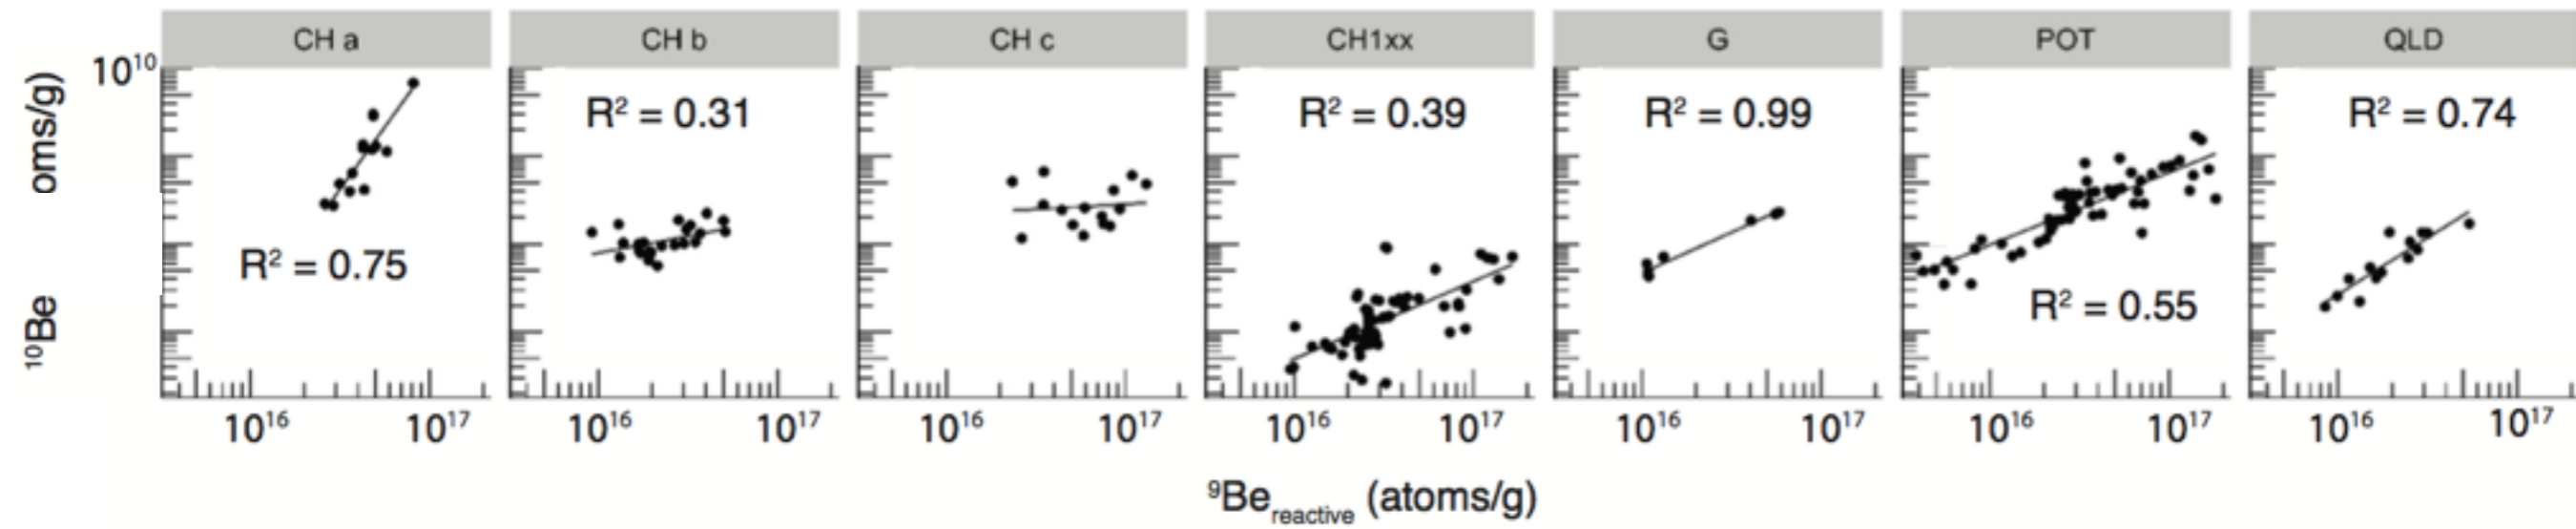 CH a CH b CH c CH1xx G POT QLD
10¹⁰
R² = 0.31 R² = 0.39 R² = 0.99 R² = 0.74
R² = 0.75 R² = 0.55
¹⁰Be oms/g)
10¹⁶ 10¹⁷ 10¹⁶ 10¹⁷ 10¹⁶ 10¹⁷ 10¹⁶ 10¹⁷ 10¹⁶ 10¹⁷ 10¹⁶ 10¹⁷ 10¹⁶ 10¹⁷
⁹Be reactive (atoms/g)